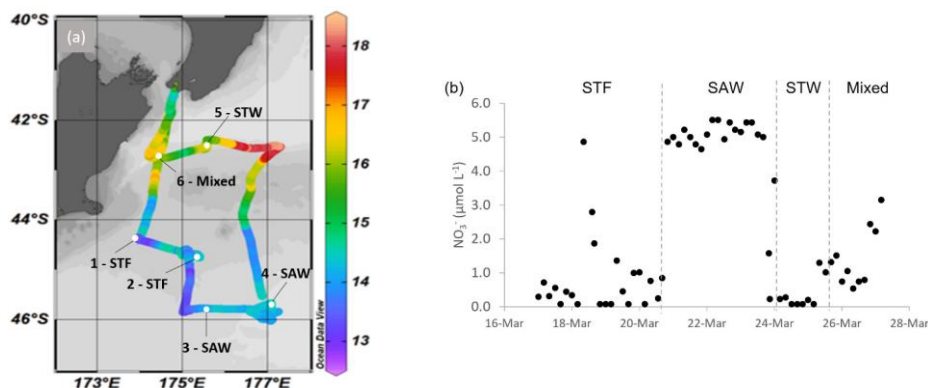 (a)
40°S
42°S
44°S
46°S
173°E
175°E
177°E
5 - STW
6 - Mixed
1 - STF
2 - STF
4 - SAW
3 - SAW
Ocean Data View
18
17
16
15
14
13
(b)
STF SAW STW Mixed
NO₃⁻ (µmol L⁻¹)
6.0
5.0
4.0
3.0
2.0
1.0
0.0
16-Mar 18-Mar 20-Mar 22-Mar 24-Mar 26-Mar 28-Mar